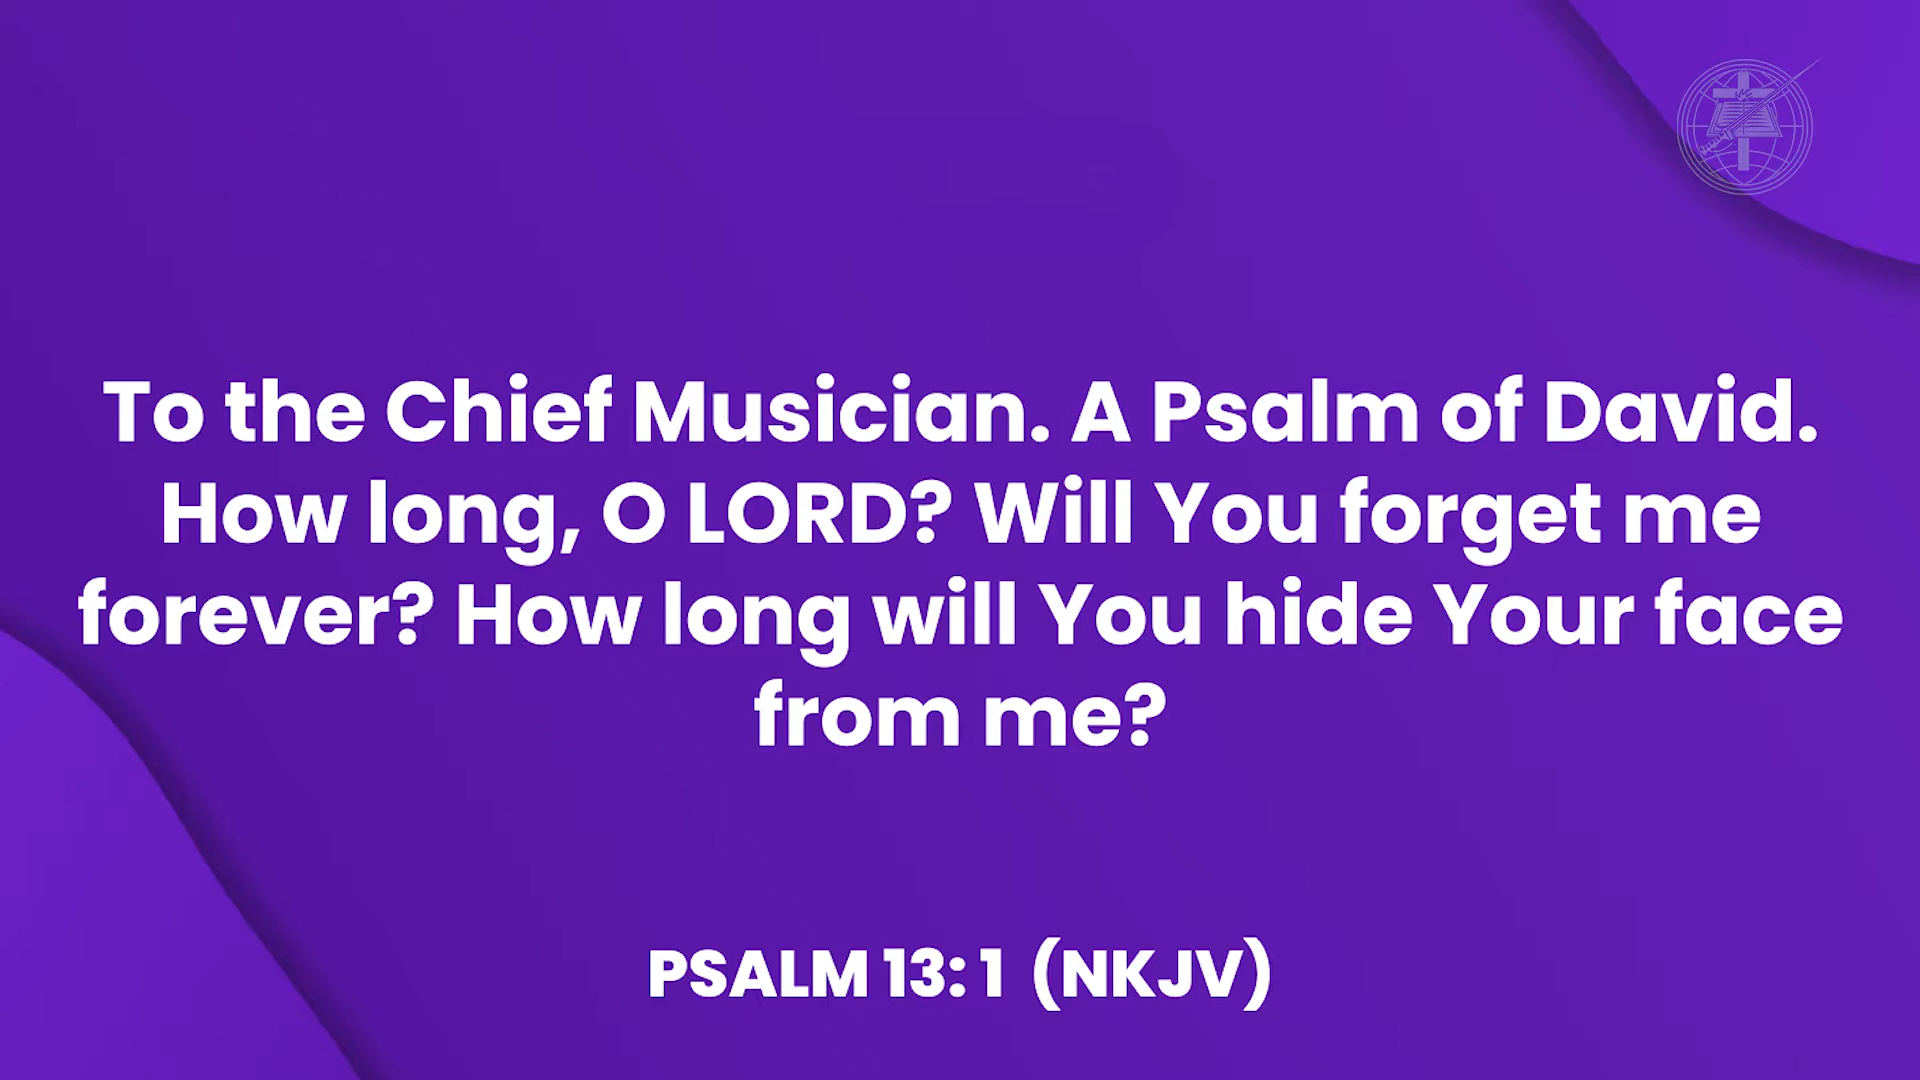 To the Chief Musician. A Psalm of David.
How long, O LORD? Will You forget me
forever? How long will You hide Your face
from me?
PSALM 13: 1 (NKJV)